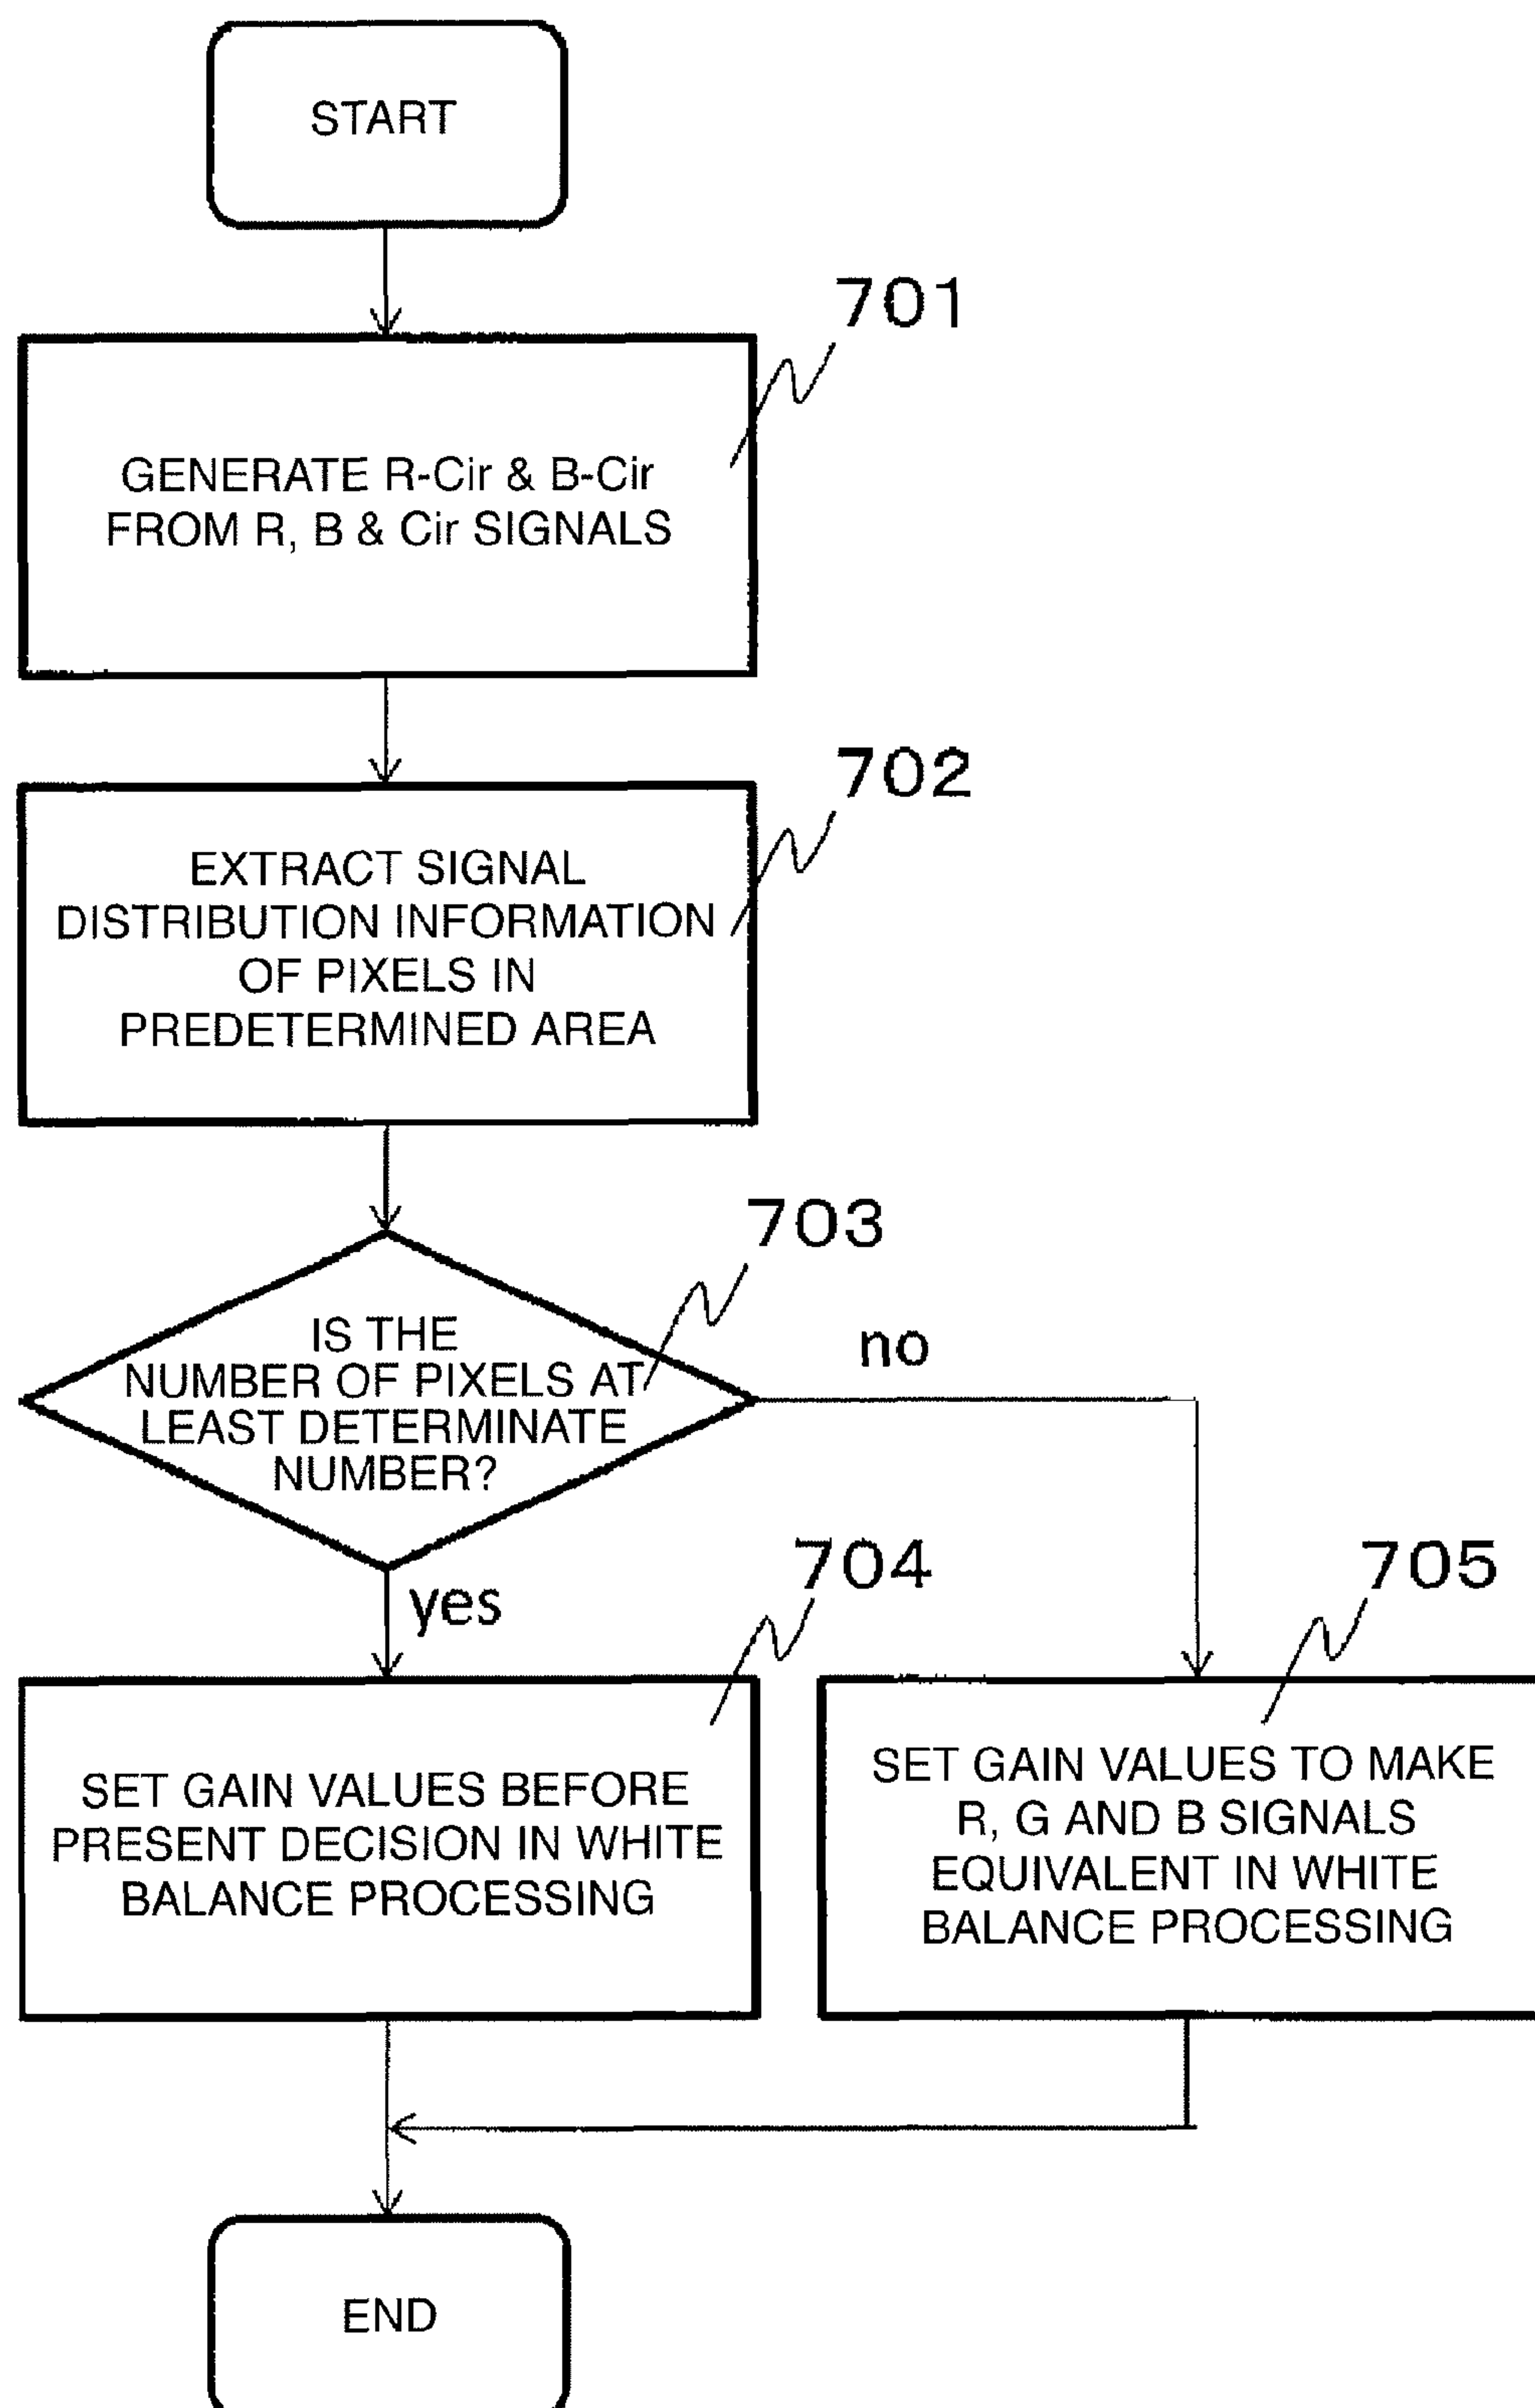 START
701
GENERATE R-Cir & B-Cir
FROM R, B & Cir SIGNALS
702
EXTRACT SIGNAL
DISTRIBUTION INFORMATION
OF PIXELS IN
PREDETERMINED AREA
703
IS THE
NUMBER OF PIXELS AT
LEAST DETERMINATE
NUMBER?
no
yes
704
SET GAIN VALUES BEFORE
PRESENT DECISION IN WHITE
BALANCE PROCESSING
705
SET GAIN VALUES TO MAKE
R, G AND B SIGNALS
EQUIVALENT IN WHITE
BALANCE PROCESSING
END